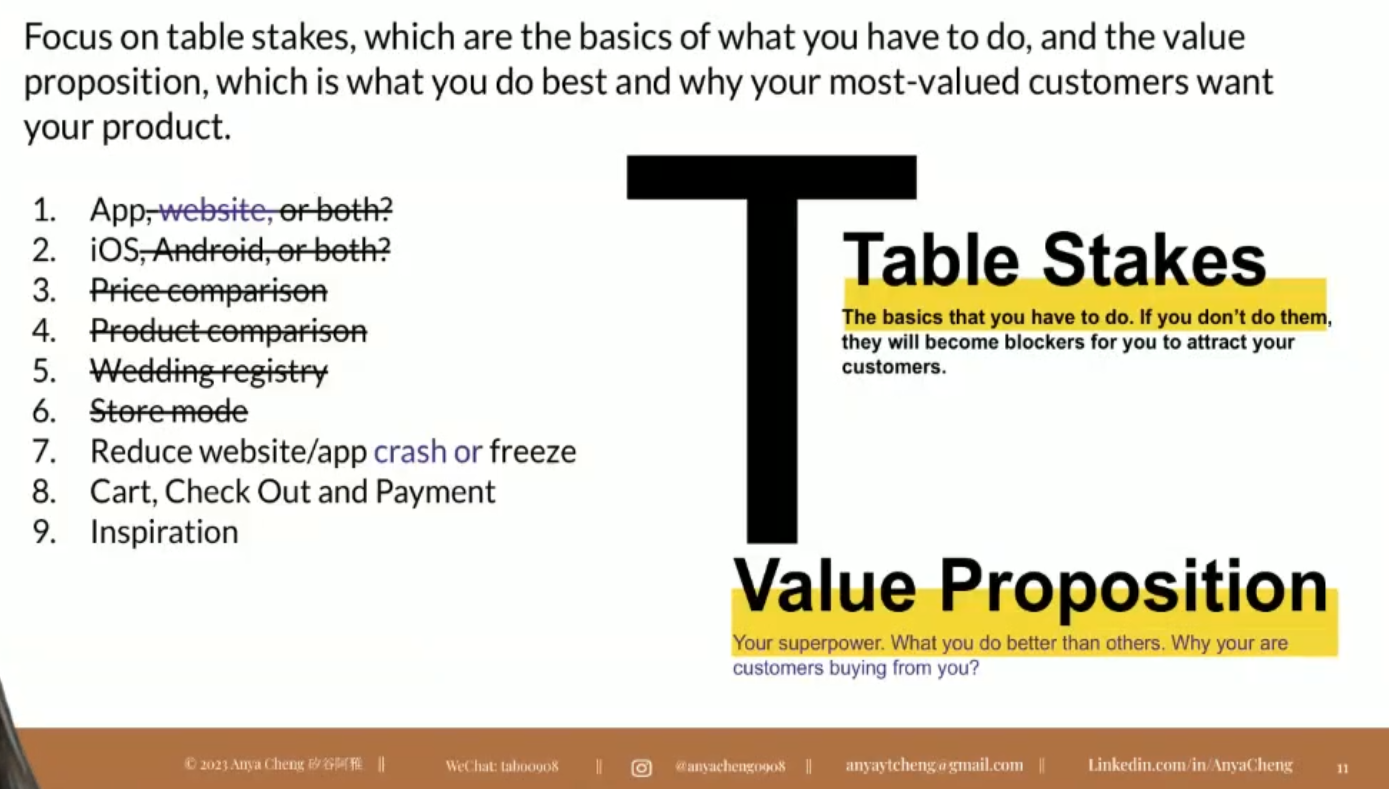 Focus on table stakes, which are the basics of what you have to do, and the value
proposition, which is what you do best and why your most-valued customers want
your product.
1. App, website, or both?
2. iOS, Android, or both?
3. Price comparison
4. Product comparison
5. Wedding registry
6. Store mode
7. Reduce website/app crash or freeze
8. Cart, Check Out and Payment
9. Inspiration
T
Table Stakes
The basics that you have to do. If you don't do them,
they will become blockers for you to attract your
customers.
Value Proposition
Your superpower. What you do better than others. Why your are
customers buying from you?
© 2023 Anya Cheng 矽谷阿雅 || WeChat: tab00908 || @anyacheng0908 || anyaytcheng@gmail.com || Linkedin.com/in/AnyaCheng 11